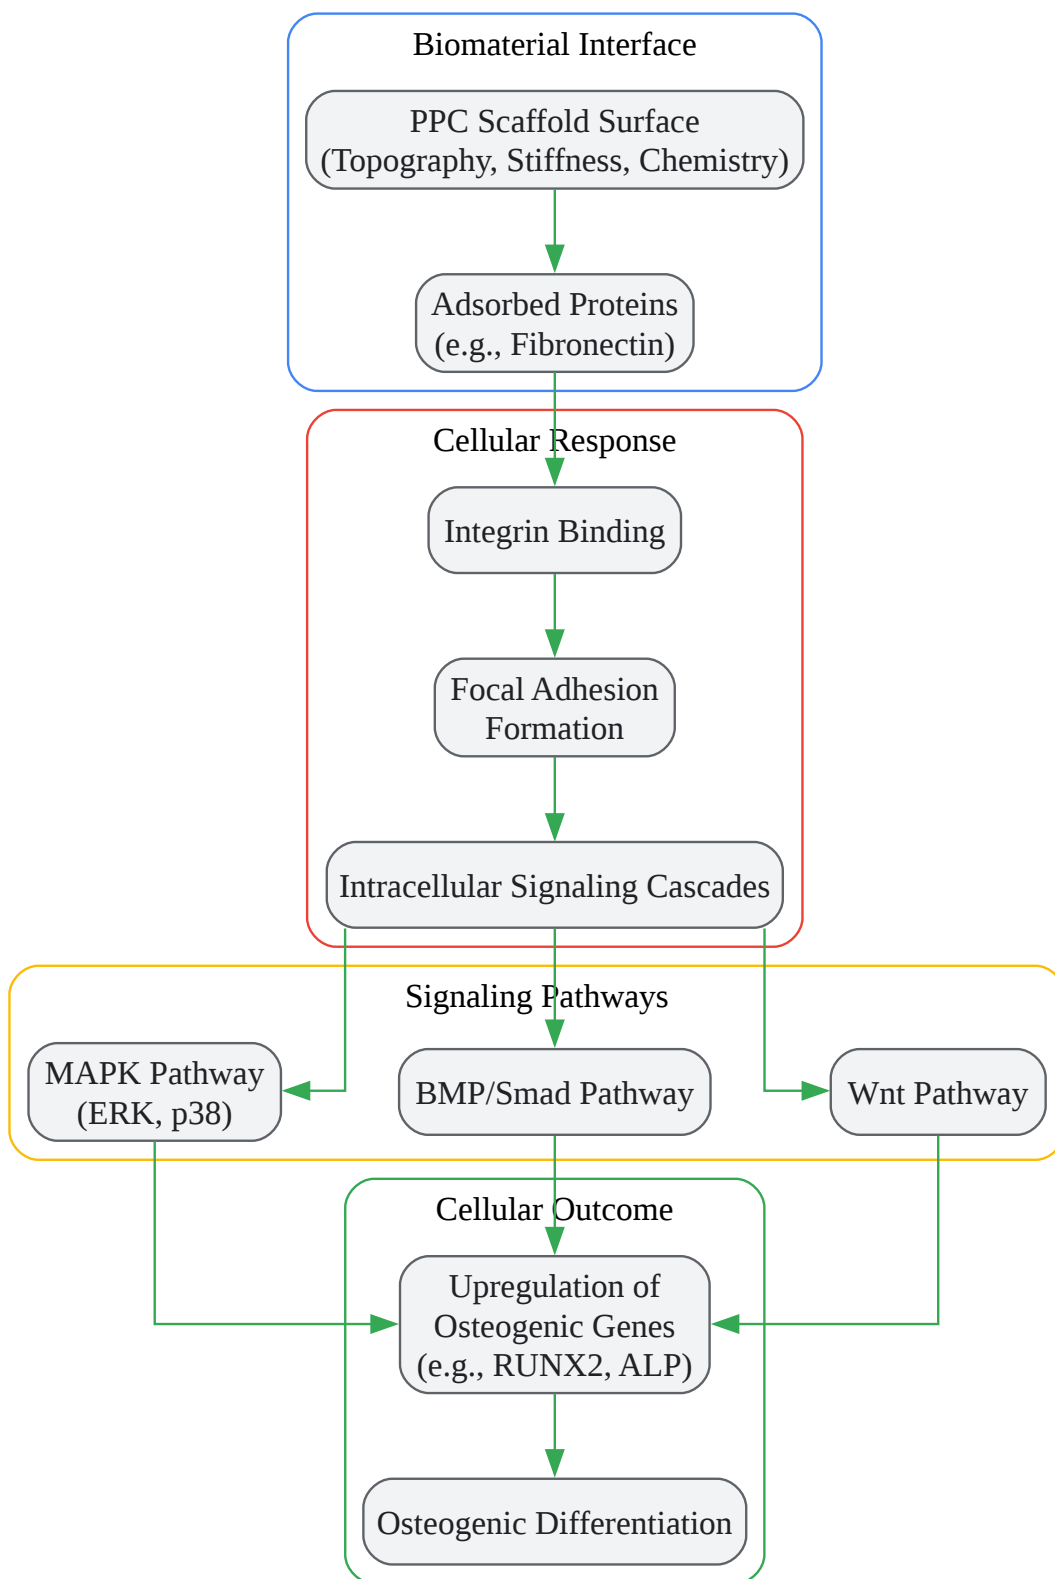 Biomaterial Interface
PPC Scaffold Surface
(Topography, Stiffness, Chemistry)
Adsorbed Proteins
(e.g., Fibronectin)
Cellular Response
Integrin Binding
Focal Adhesion
Formation
Intracellular Signaling Cascades
Signaling Pathways
MAPK Pathway
(ERK, p38)
BMP/Smad Pathway
Wnt Pathway
Cellular Outcome
Upregulation of
Osteogenic Genes
(e.g., RUNX2, ALP)
Osteogenic Differentiation